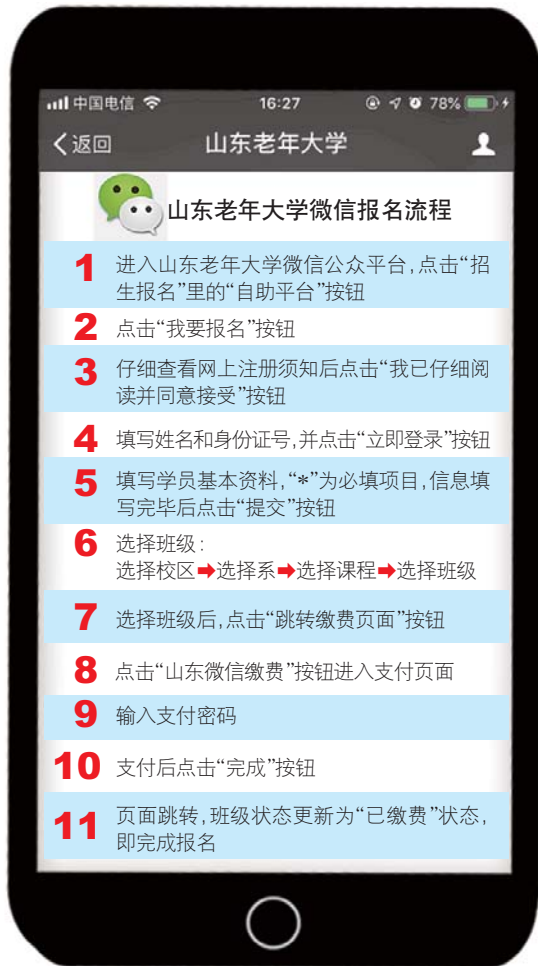 中国电信 16:27 78%
返回 山东老年大学
山东老年大学微信报名流程
1 进入山东老年大学微信公众平台,点击“招
生报名”里的“自助平台”按钮
2 点击“我要报名”按钮
3 仔细查看网上注册须知后点击“我已仔细阅
读并同意接受”按钮
4 填写姓名和身份证号,并点击“立即登录”按钮
5 填写学员基本资料,“*”为必填项目,信息填
写完毕后点击“提交”按钮
6 选择班级:
选择校区➡选择系➡选择课程➡选择班级
7 选择班级后,点击“跳转缴费页面”按钮
8 点击“山东微信缴费”按钮进入支付页面
9 输入支付密码
10 支付后点击“完成”按钮
11 页面跳转,班级状态更新为“已缴费”状态,
即完成报名